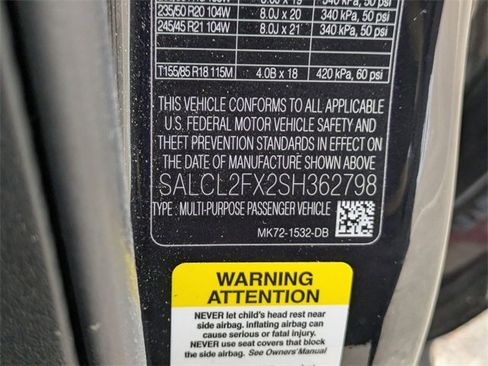 235/50 R20 104W 8.0J x 20 340 kPa, 50 psi
245/45 R21 104W 8.0J x 21 340 kPa, 50 psi
T155/85 R18 115M 4.0B x 18 420 kPa, 60 psi
THIS VEHICLE CONFORMS TO ALL APPLICABLE
U.S. FEDERAL MOTOR VEHICLE SAFETY AND
THEFT PREVENTION STANDARDS IN EFFECT ON
THE DATE OF MANUFACTURE SHOWN ABOVE
SALCL2FX2SH362798
TYPE : MULTI-PURPOSE PASSENGER VEHICLE
MK72-1532-DB
WARNING
ATTENTION
NEVER let child's head rest near
side airbag. inflating airbag can
cause serious or fatal injury.
NEVER use seat covers that block
the side airbag. See Owners' Manual